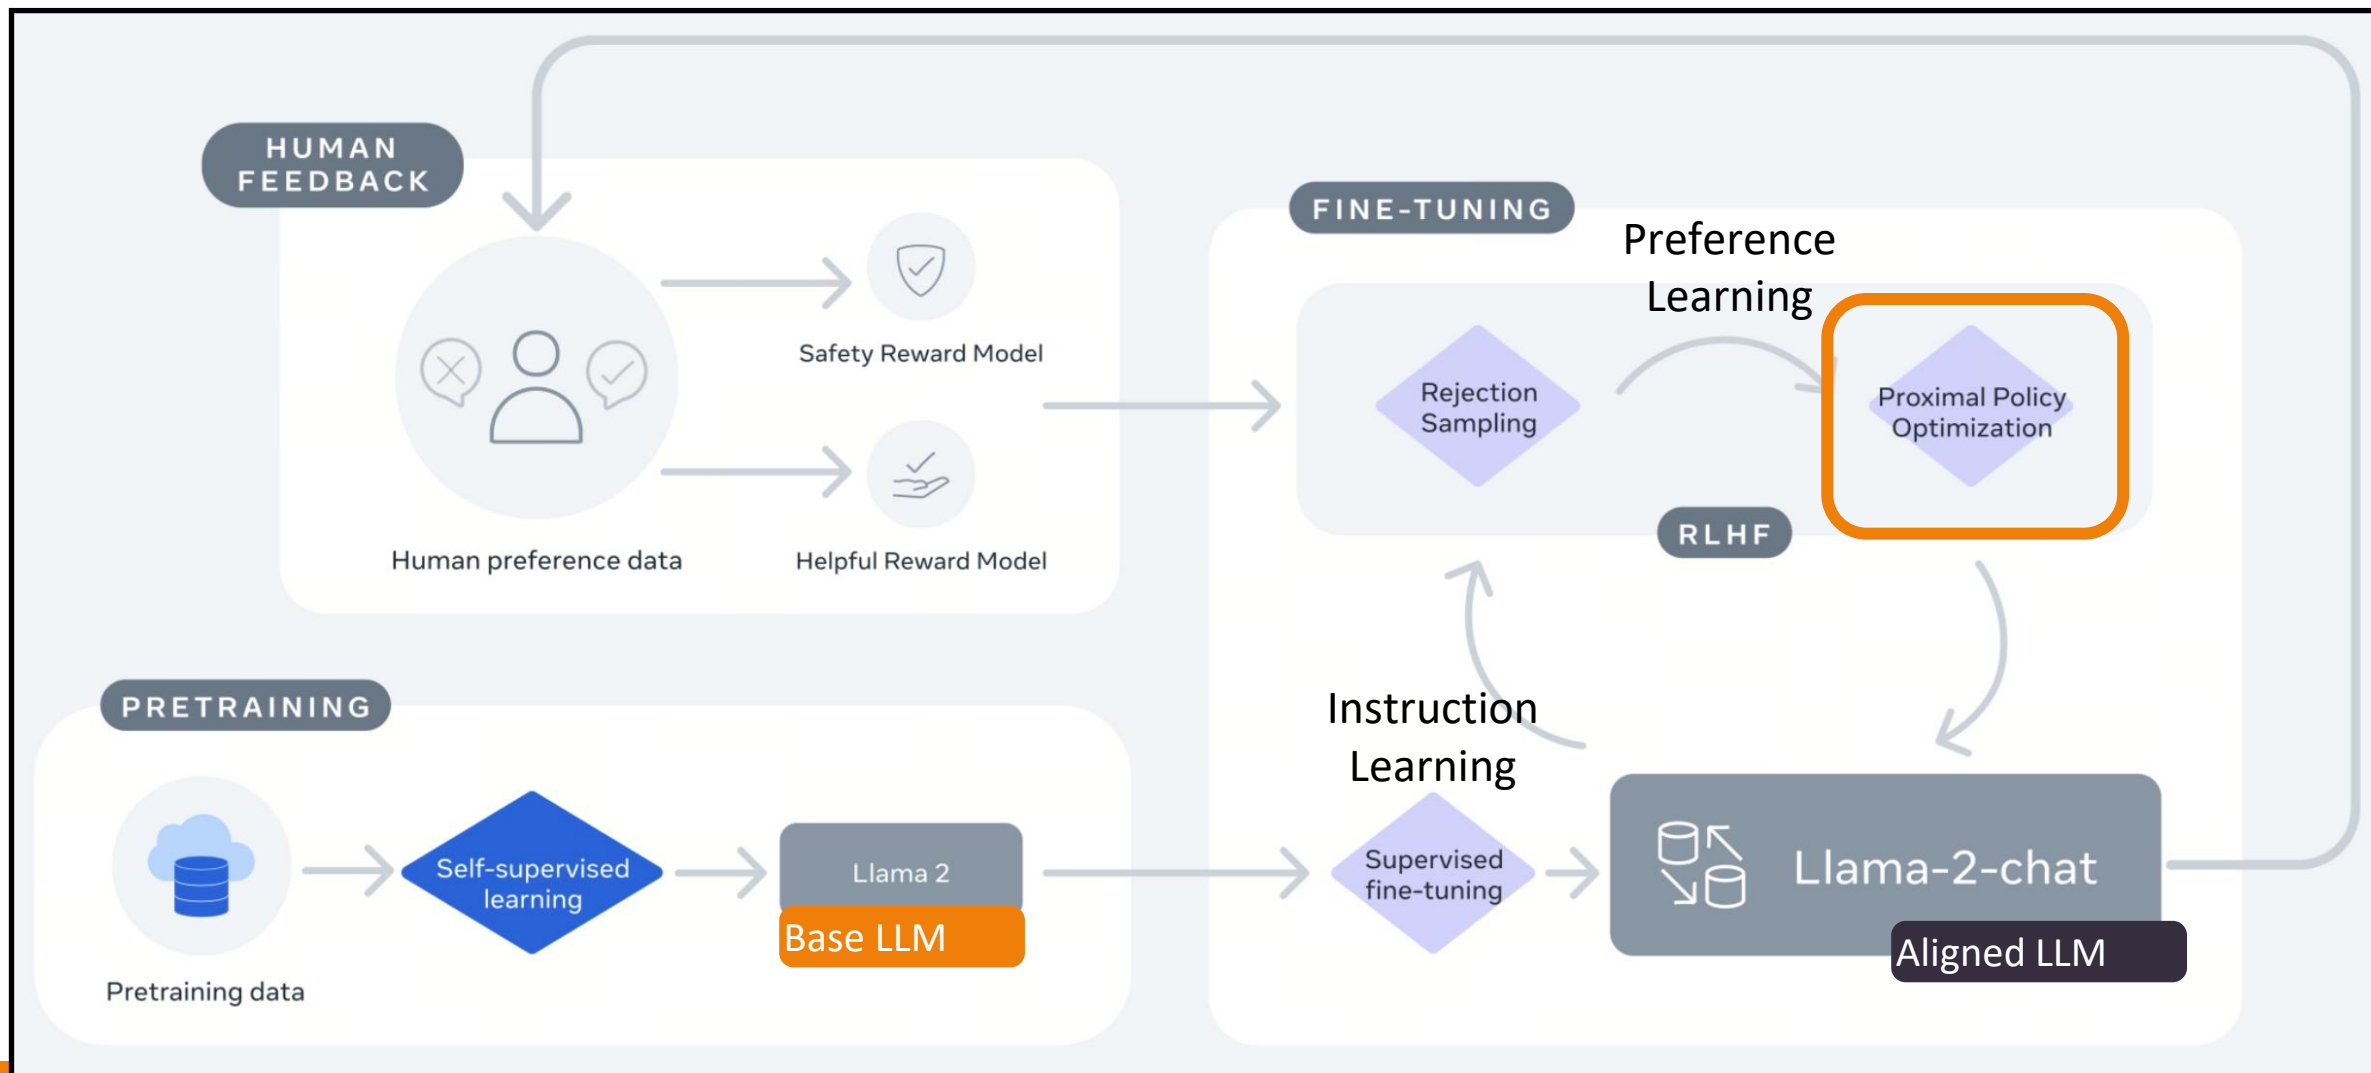 HUMAN
FEEDBACK
Human preference data
Safety Reward Model
Helpful Reward Model
FINE-TUNING
Preference
Learning
Rejection
Sampling
Proximal Policy
Optimization
RLHF
PRETRAINING
Pretraining data
Self-supervised
learning
Llama 2
Base LLM
Instruction
Learning
Supervised
fine-tuning
Llama-2-chat
Aligned LLM